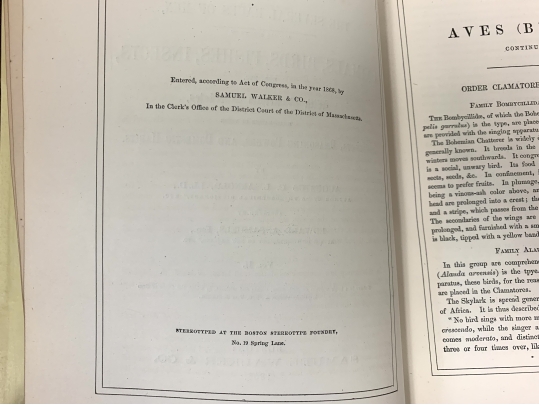 Entered, according to Act of Congress, in the year 1868, by
SAMUEL WALKER & CO.,
In the Clerk's Office of the District Court of the District of Massachusetts.
STEREOTYPED AT THE BOSTON STEREOTYPE FOUNDRY,
No. 19 Spring Lane.
AVES (B
CONTINU
ORDER CLAMATORE
FAMILY BOMBYCILLIDA
THE Bombycillidæ, of which the Bohe
pelis garrulus) is the type, are place
are provided with the singing apparatu
The Bohemian Chatterer is widely
generally known. It breeds in the
winters moves southwards. It congre
is a social, unwary bird. Its food
sects, seeds, &c. In confinement,
seems to prefer fruits. In plumage,
being a vinous-ash color above, an
head are prolonged into a crest; the
and a stripe, which passes from the
The secondaries of the wings are
prolonged, and furnished with a sm
is black, tipped with a yellow band
FAMILY ALAU
In this group are comprehen
(Alauda arvensis) is the tpye.
paratus, these birds, for the reas
are placed in the Clamatores.
The Skylark is spread gener
of Africa. It is thus described
"No bird sings with more m
crescendo, while the singer a
comes moderato, and distinct
three or four times over, lik